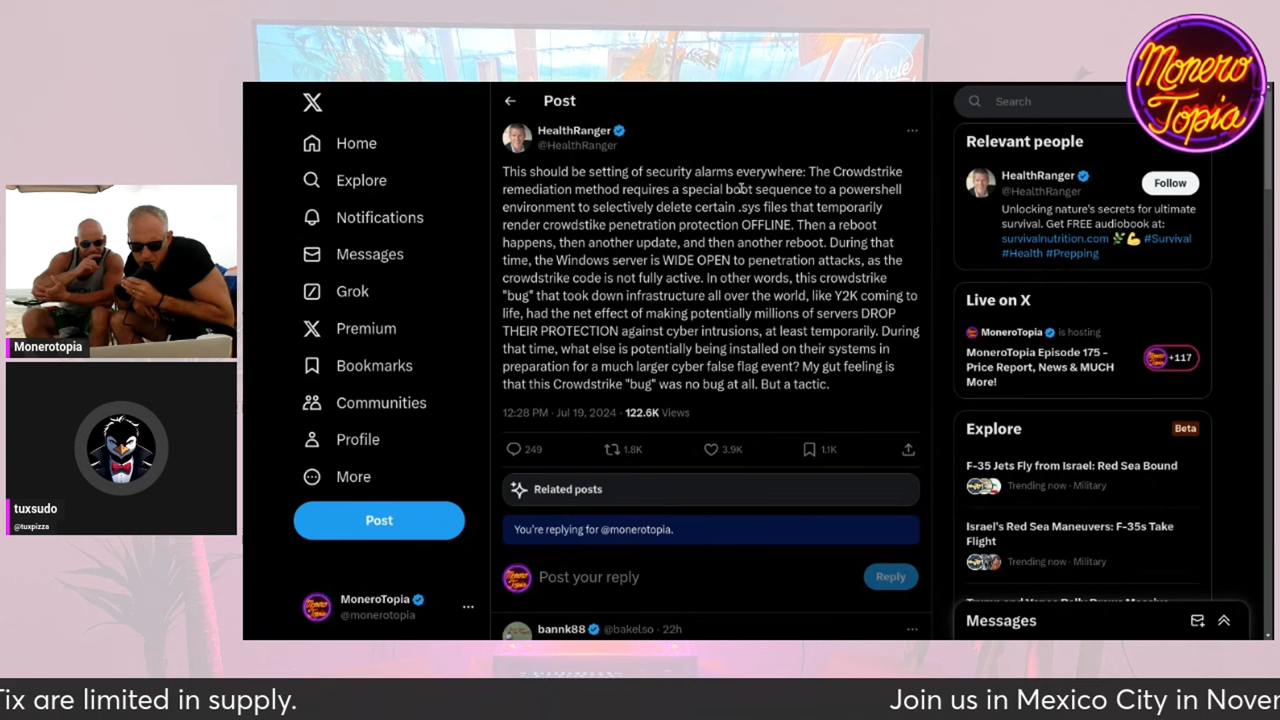 Monero
Topia
Cercle
X
Home
Explore
Notifications
Messages
Grok
Premium
Bookmarks
Communities
Profile
More
Post
MoneroTopia
@monerotopia
Post
HealthRanger
@HealthRanger
This should be setting of security alarms everywhere: The Crowdstrike
remediation method requires a special boot sequence to a powershell
environment to selectively delete certain .sys files that temporarily
render crowdstike penetration protection OFFLINE. Then a reboot
happens, then another update, and then another reboot. During that
time, the Windows server is WIDE OPEN to penetration attacks, as the
crowdstrike code is not fully active. In other words, this crowdstrike
"bug" that took down infrastructure all over the world, like Y2K coming to
life, had the net effect of making potentially millions of servers DROP
THEIR PROTECTION against cyber intrusions, at least temporarily. During
that time, what else is potentially being installed on their systems in
preparation for a much larger cyber false flag event? My gut feeling is
that this Crowdstrike "bug" was no bug at all. But a tactic.
12:28 PM · Jul 19, 2024 · 122.6K Views
249 1.8K 3.9K 1.1K
Related posts
You're replying for @monerotopia.
Post your reply
Reply
bannk88 @bakelso · 22h
Search
Relevant people
HealthRanger
@HealthRanger
Follow
Unlocking nature's secrets for ultimate
survival. Get FREE audiobook at:
survivalnutrition.com 🌿💪 #Survival
#Health #Prepping
Live on X
MoneroTopia is hosting
MoneroTopia Episode 175 -
Price Report, News & MUCH
More!
+117
Explore
Beta
F-35 Jets Fly from Israel: Red Sea Bound
Trending now · Military
Israel's Red Sea Maneuvers: F-35s Take
Flight
Trending now · Military
Messages
Monerotopia
tuxsudo
@tuxpizza
Tix are limited in supply.
Join us in Mexico City in Nover